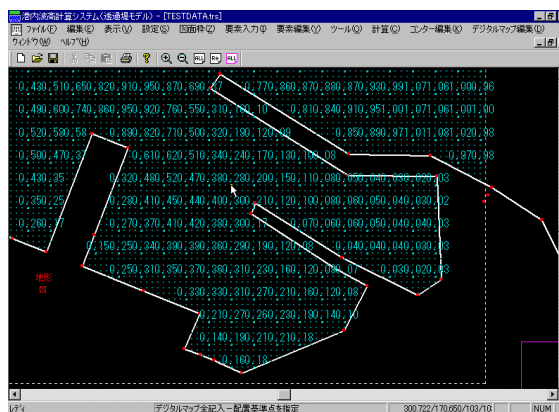 港内波高計算システム(透過堤モデル) - [TESTDATA.trs]
ファイル(F) 編集(E) 表示(V) 設定(S) 図面枠(Z) 要素入力(I) 要素編集(Y) ツール(O) 計算(C) コンター編集(K) デジタルマップ編集(D)
ウィンドウ(W) ヘルプ(H)
ALL Re ALL
0.430.510.650.820.910.950.970.690 0.810.870.880.870.930.991.071.061.000.96
0.490.600.740.860.950.920.760.550.310.160 0.810.840.910.951.001.071.061.001.00
0.520.580.58 0.890.820.710.500.320.190.120.09 0.850.890.971.011.081.020.98
0.500.470.3 0.610.620.510.340.240.170.130.100.08 0.970.98
0.430.35 0.320.480.520.470.380.280.200.150.110.080.050.040.030.020.03
0.350.25 0.280.410.450.440.400.300 0.210.120.100.080.060.050.040.030.02
0.260 0.270.370.410.420.380.300 0.070.060.060.050.040.03
0.150.250.340.390.390.360.290.190.120.08 0.040.040.040.030.03
0.250.310.350.370.360.310.230.160.120.090.07 0.030.020.03
0.330.330.310.270.210.160.120.08
0.210.270.260.230.190.140
0.140.190.210.210.18
0.160.18
地形
ﾚﾃﾞｨ デジタルマップ全記入 - 配置基準点を指定 300.722/170.650/103/10 NUM